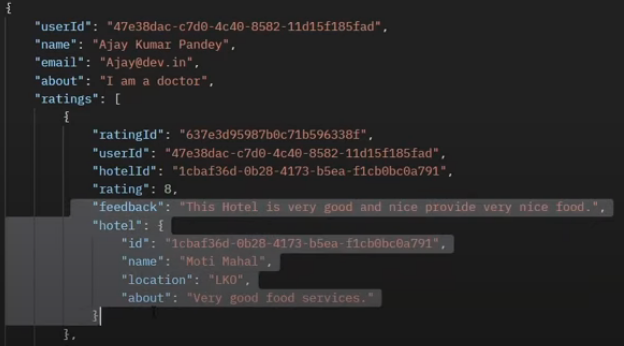 {
"userId": "47e38dac-c7d0-4c40-8582-11d15f185fad",
"name": "Ajay Kumar Pandey",
"email": "Ajay@dev.in",
"about": "I am a doctor",
"ratings": [
{
"ratingId": "637e3d95987b0c71b596338f",
"userId": "47e38dac-c7d0-4c40-8582-11d15f185fad",
"hotelId": "1cbaf36d-0b28-4173-b5ea-f1cb0bc0a791",
"rating": 8,
"feedback": "This Hotel is very good and nice provide very nice food.",
"hotel": {
"id": "1cbaf36d-0b28-4173-b5ea-f1cb0bc0a791",
"name": "Moti Mahal",
"location": "LKO",
"about": "Very good food services."
}
},